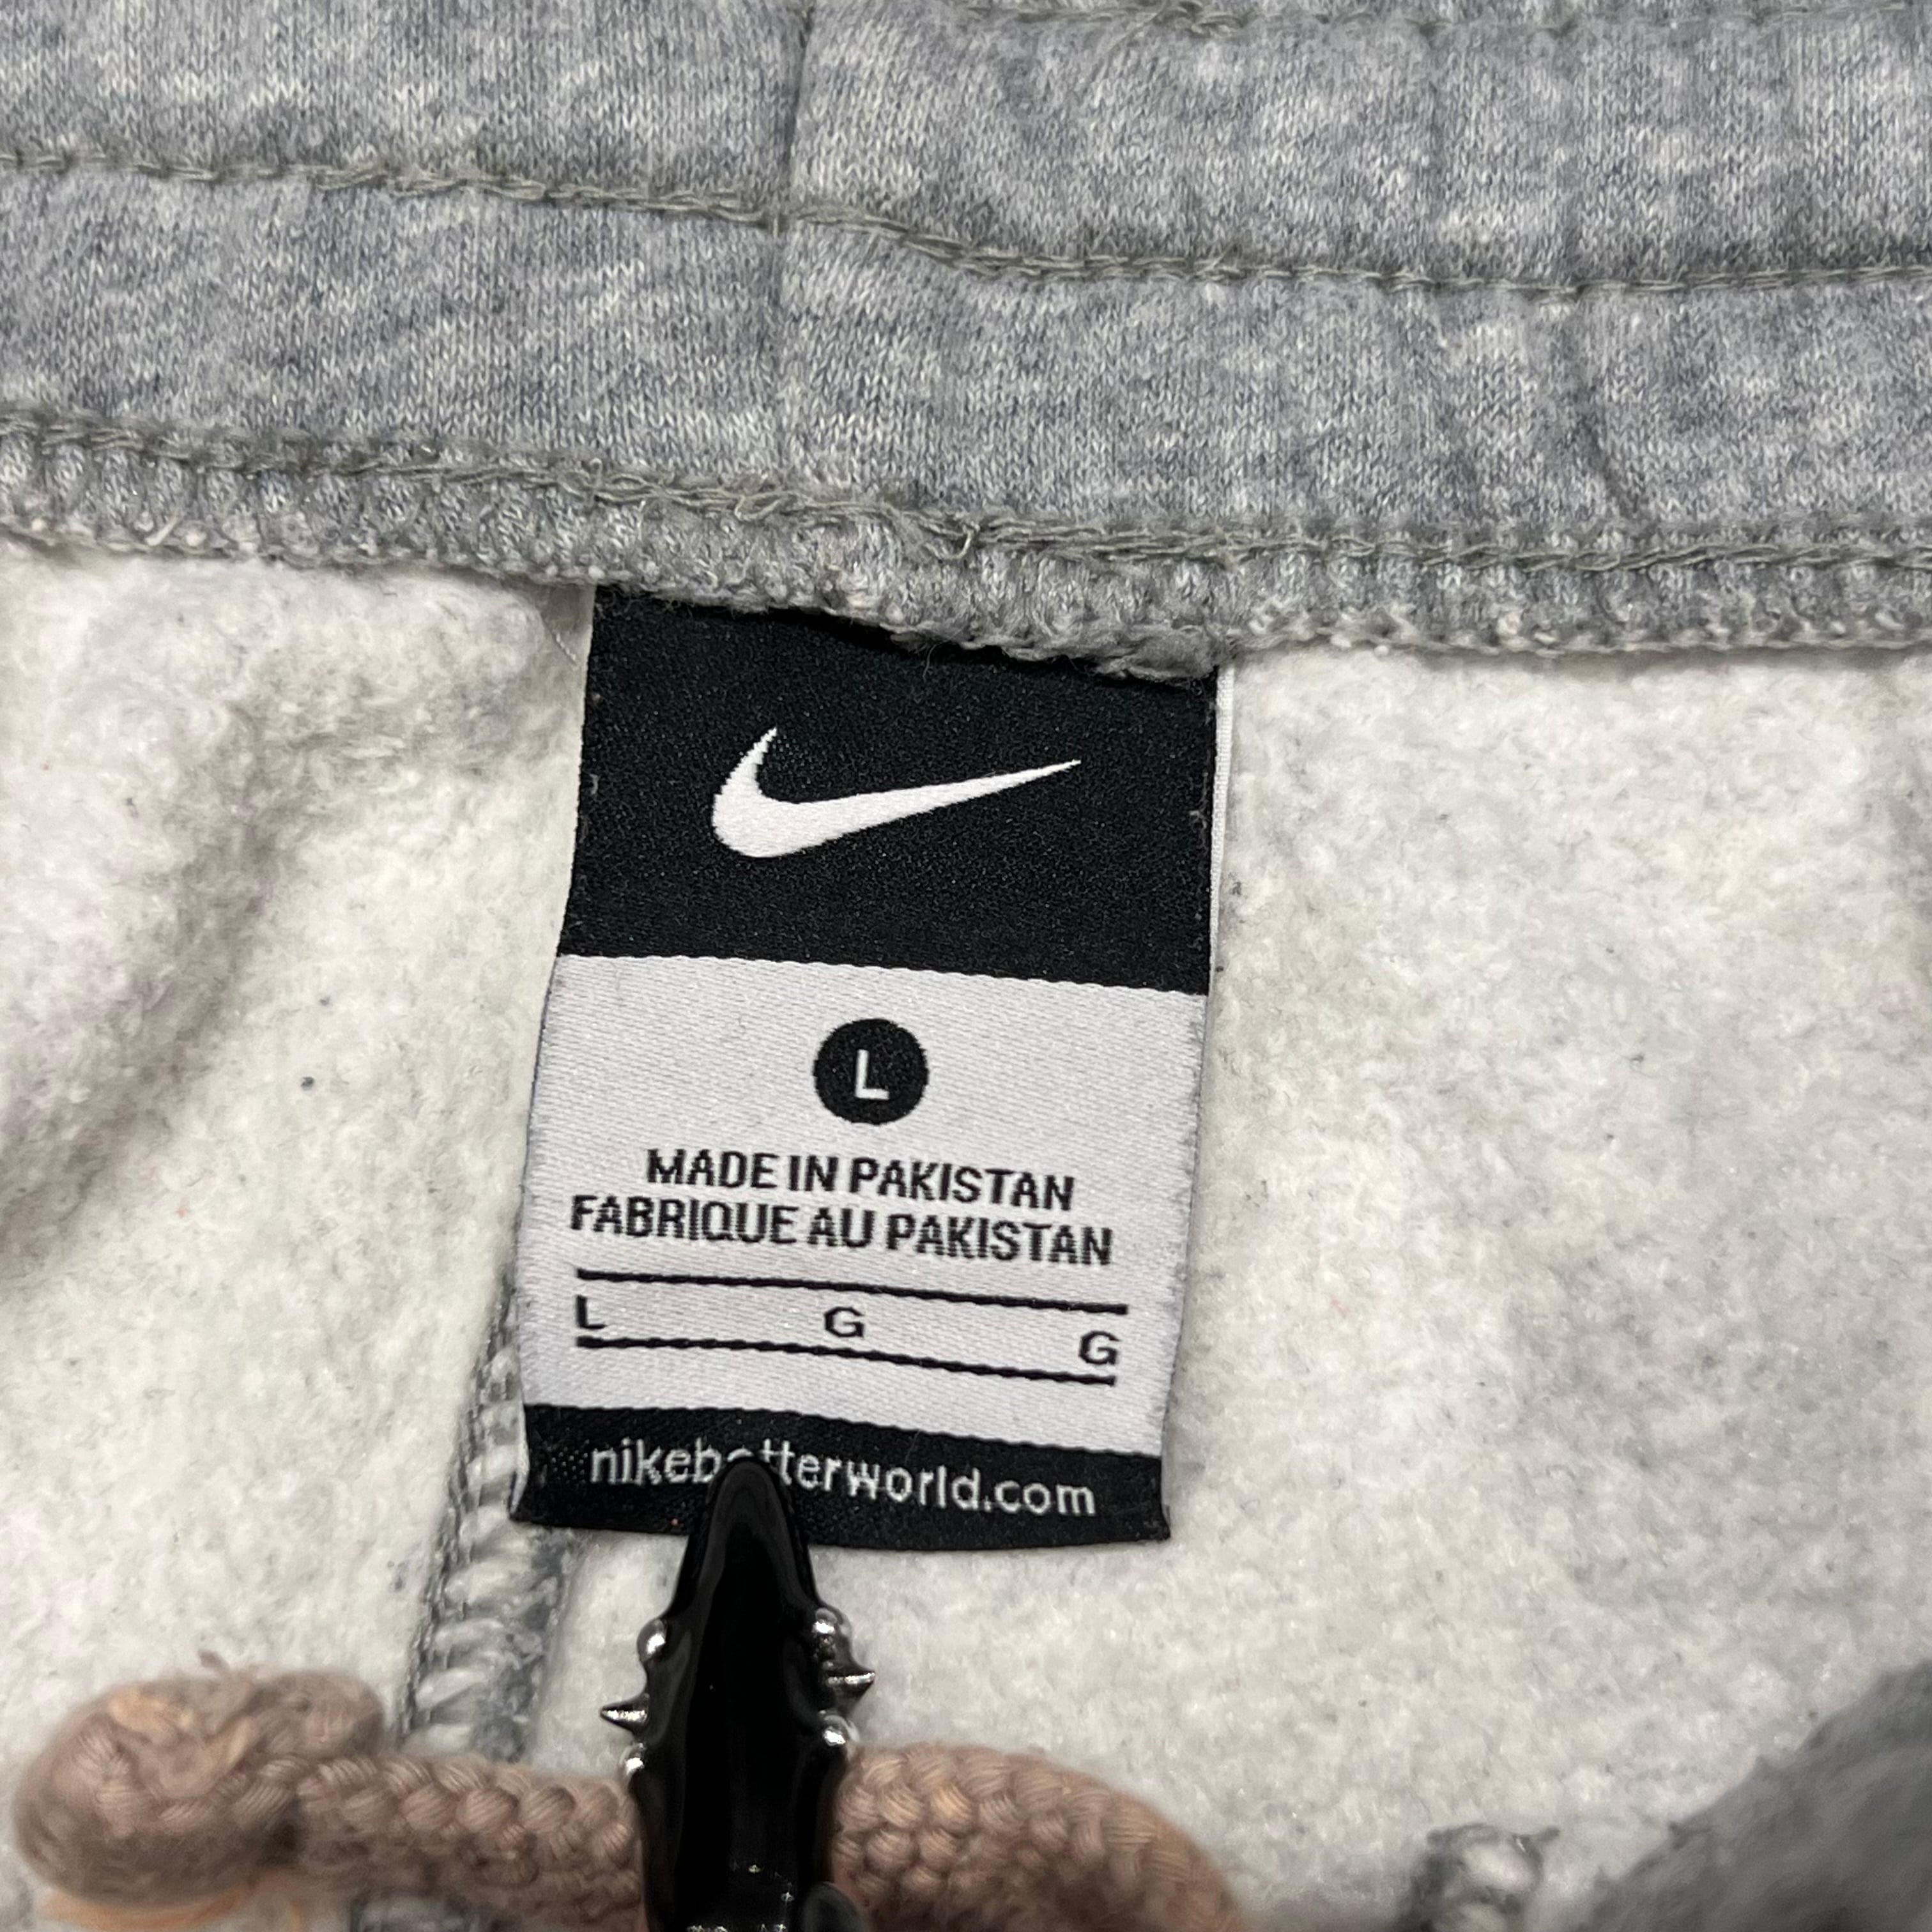 L
MADE IN PAKISTAN
FABRIQUE AU PAKISTAN
L G G
nikebetterworld.com